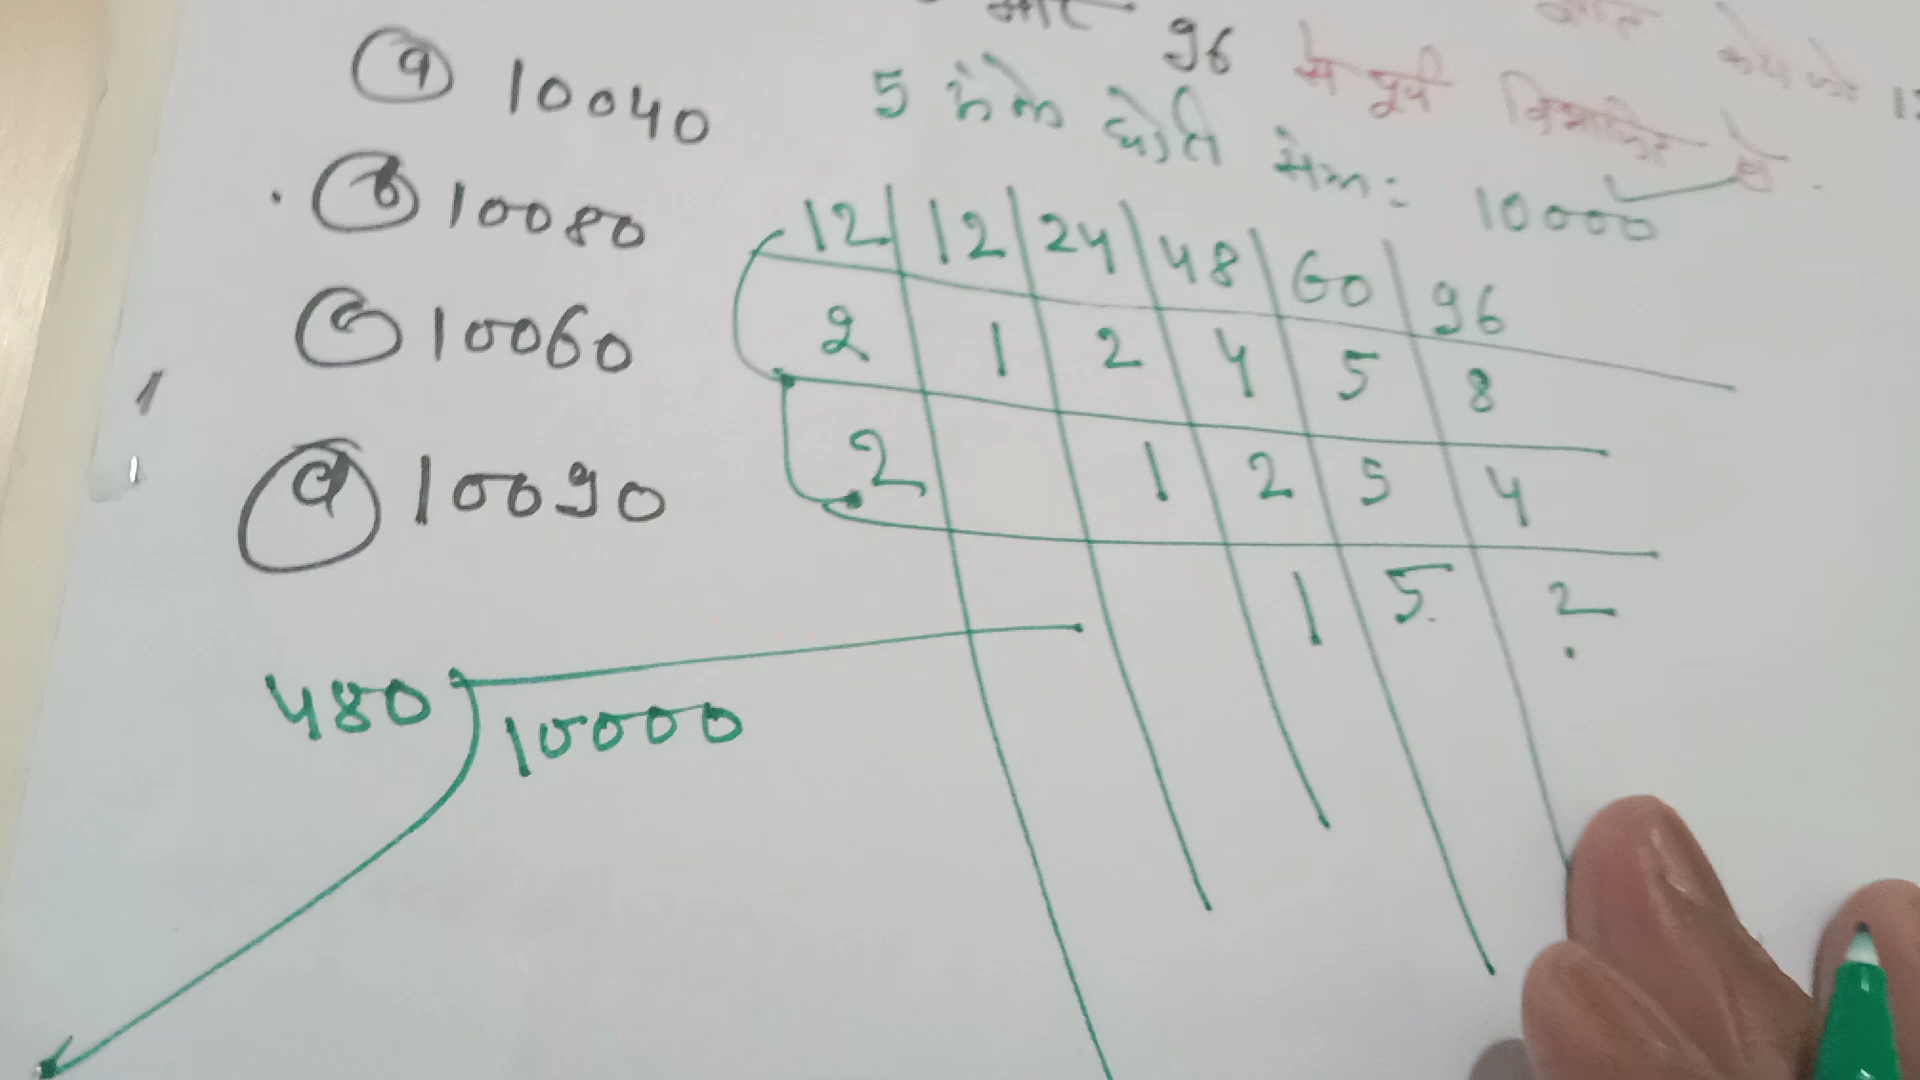 96 से पूर्ण विभाजित हो.
5 अंक
10000
(a) 10040
(b) 10080
(c) 10060
(d) 10090
12 12 24 48 60 96
2 1 2 4 5 8
2 1 2 5 4
1 5 2
480 10000